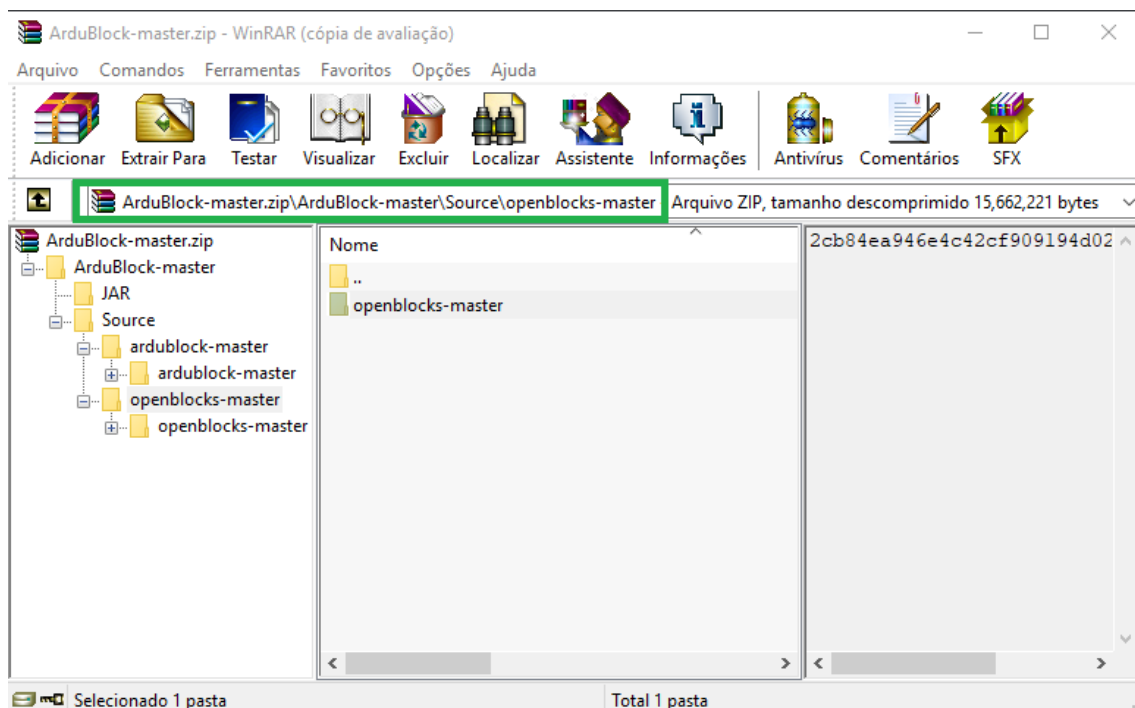 ArduBlock-master.zip - WinRAR (cópia de avaliação)
Arquivo Comandos Ferramentas Favoritos Opções Ajuda
Adicionar Extrair Para Testar Visualizar Excluir Localizar Assistente Informações Antivírus Comentários SFX
ArduBlock-master.zip\ArduBlock-master\Source\openblocks-master Arquivo ZIP, tamanho descomprimido 15,662,221 bytes
ArduBlock-master.zip
ArduBlock-master
JAR
Source
ardublock-master
ardublock-master
openblocks-master
openblocks-master
Nome
..
openblocks-master
2cb84ea946e4c42cf909194d02
Selecionado 1 pasta
Total 1 pasta